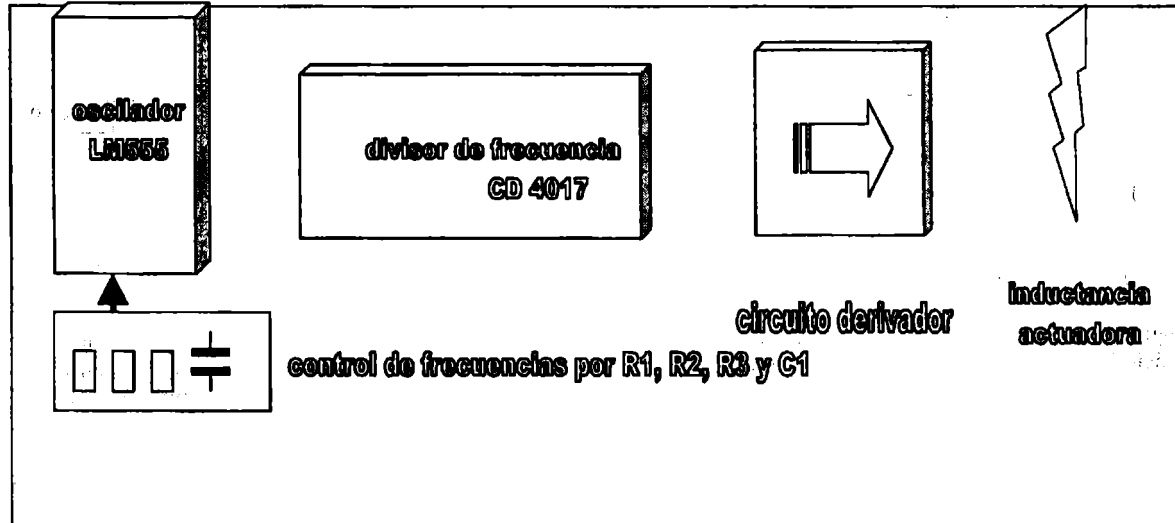 oscilador
LM555
divisor de frecuencia
CD 4017
circuito derivador
inductancia
actuadora
control de frecuencias por R1, R2, R3 y C1